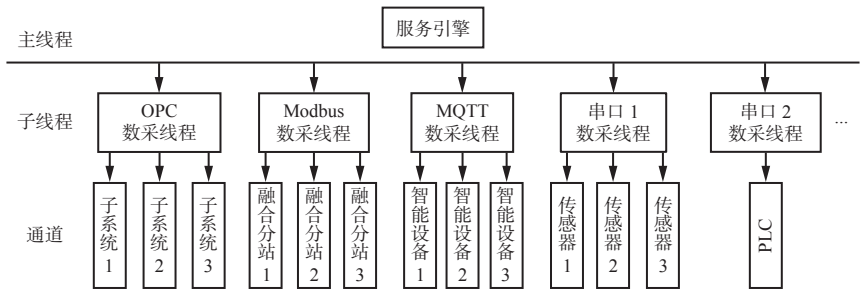 服务引擎
主线程
子线程
OPC
数采线程
Modbus
数采线程
MQTT
数采线程
串口 1
数采线程
串口 2
数采线程
...
通道
子系统1
子系统2
子系统3
融合分站1
融合分站2
融合分站3
智能设备1
智能设备2
智能设备3
传感器1
传感器2
传感器3
PLC